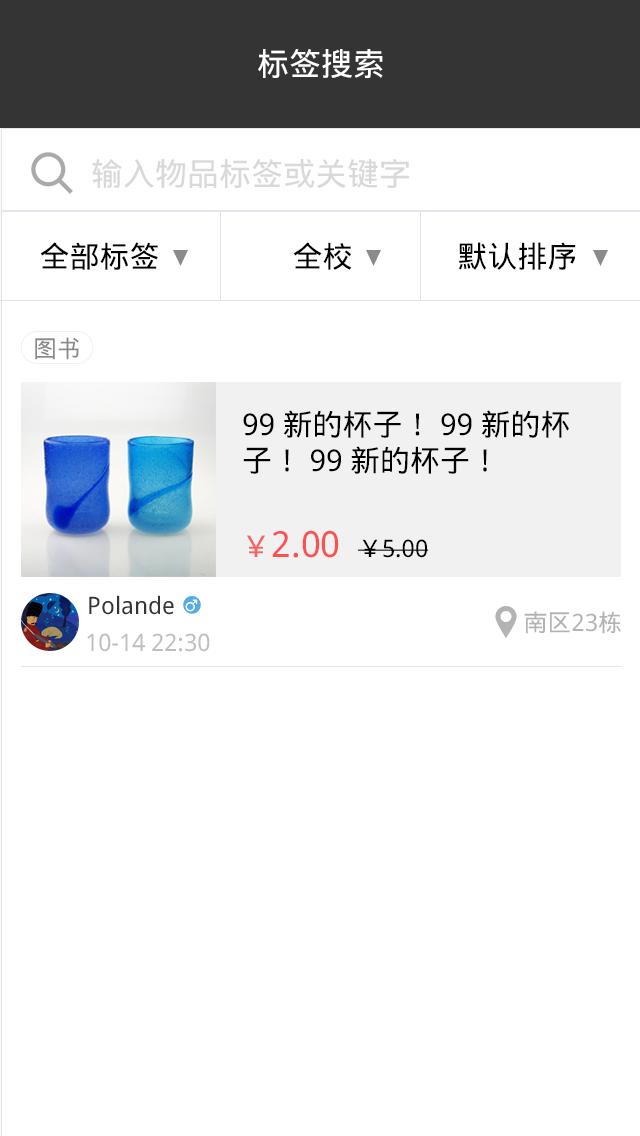 标签搜索
输入物品标签或关键字
全部标签 ▼ 全校 ▼ 默认排序 ▼
图书
99 新的杯子！ 99 新的杯
子！ 99 新的杯子！
￥2.00 ￥5.00
Polande
10-14 22:30
南区23栋